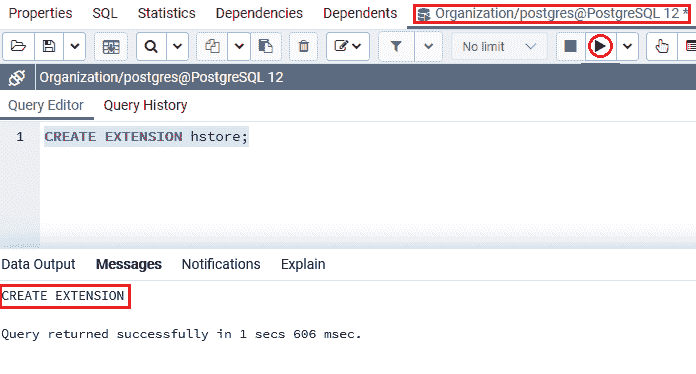 Properties SQL Statistics Dependencies Dependents Organization/postgres@PostgreSQL 12 *
No limit
Organization/postgres@PostgreSQL 12
Query Editor Query History
1 CREATE EXTENSION hstore;
Data Output Messages Notifications Explain
CREATE EXTENSION
Query returned successfully in 1 secs 606 msec.